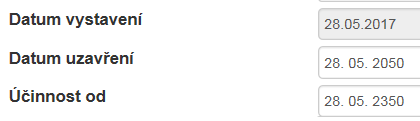 Datum vystavení 28.05.2017
Datum uzavření 28. 05. 2050
Účinnost od 28. 05. 2350